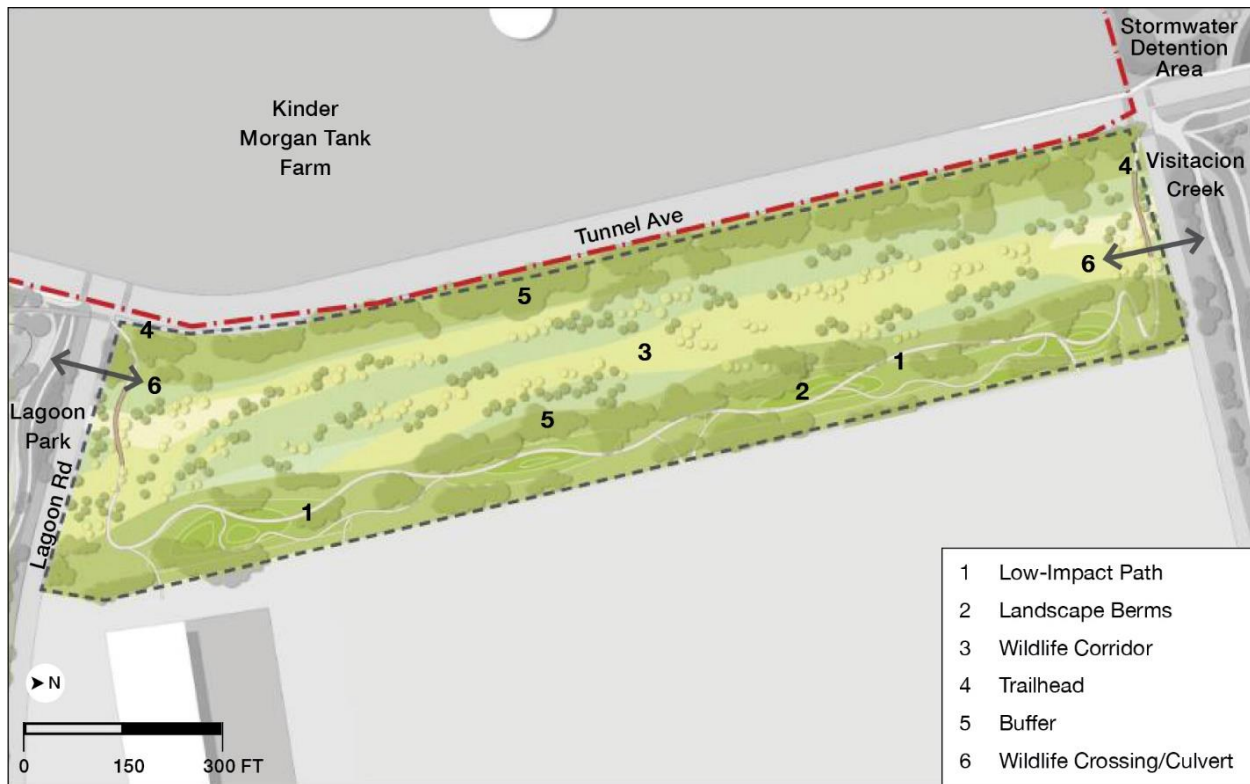 Stormwater
Detention
Area
Kinder
Morgan Tank
Farm
4
Visitacion
Creek
Tunnel Ave
6
5
4
3
1
6
2
Lagoon
Park
5
1
Lagoon Rd
1 Low-Impact Path
2 Landscape Berms
3 Wildlife Corridor
4 Trailhead
5 Buffer
6 Wildlife Crossing/Culvert
N
0 150 300 FT